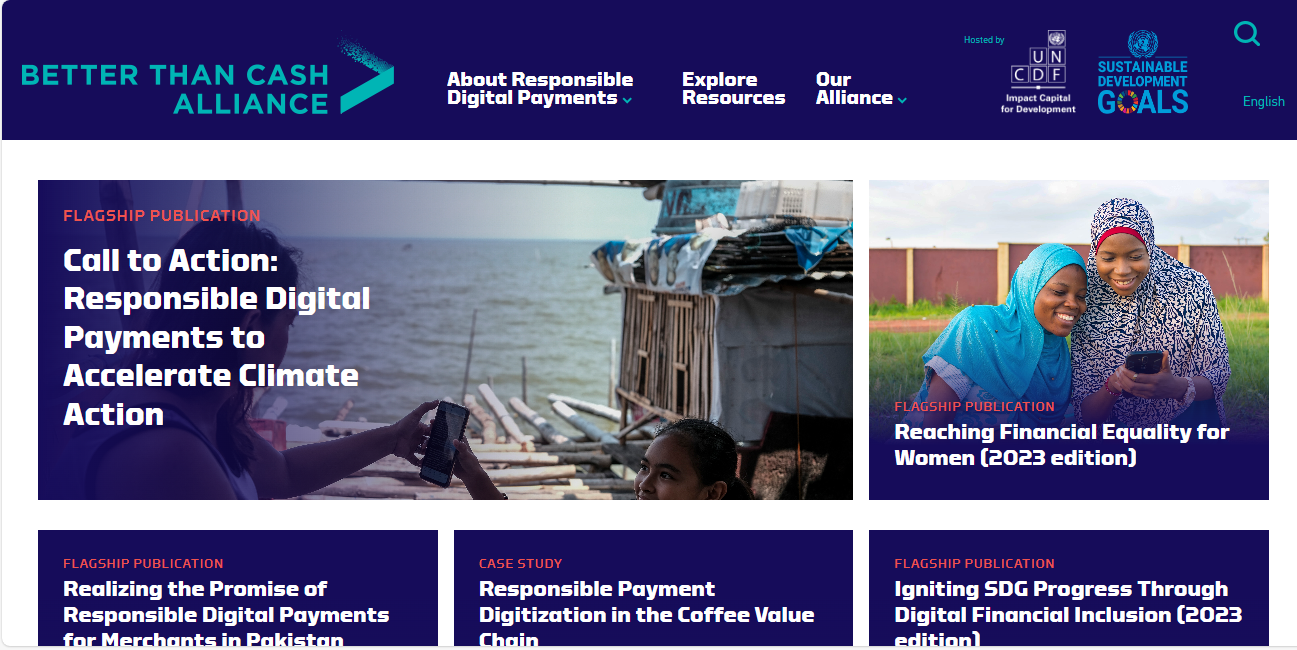 BETTER THAN CASH
ALLIANCE
About Responsible
Digital Payments
Explore
Resources
Our
Alliance
Hosted by
UN
CDF
Impact Capital
for Development
SUSTAINABLE
DEVELOPMENT
GOALS
English
FLAGSHIP PUBLICATION
Call to Action:
Responsible Digital
Payments to
Accelerate Climate
Action
FLAGSHIP PUBLICATION
Reaching Financial Equality for
Women (2023 edition)
FLAGSHIP PUBLICATION
Realizing the Promise of
Responsible Digital Payments
for Merchants in Pakistan
CASE STUDY
Responsible Payment
Digitization in the Coffee Value
Chain
FLAGSHIP PUBLICATION
Igniting SDG Progress Through
Digital Financial Inclusion (2023
edition)